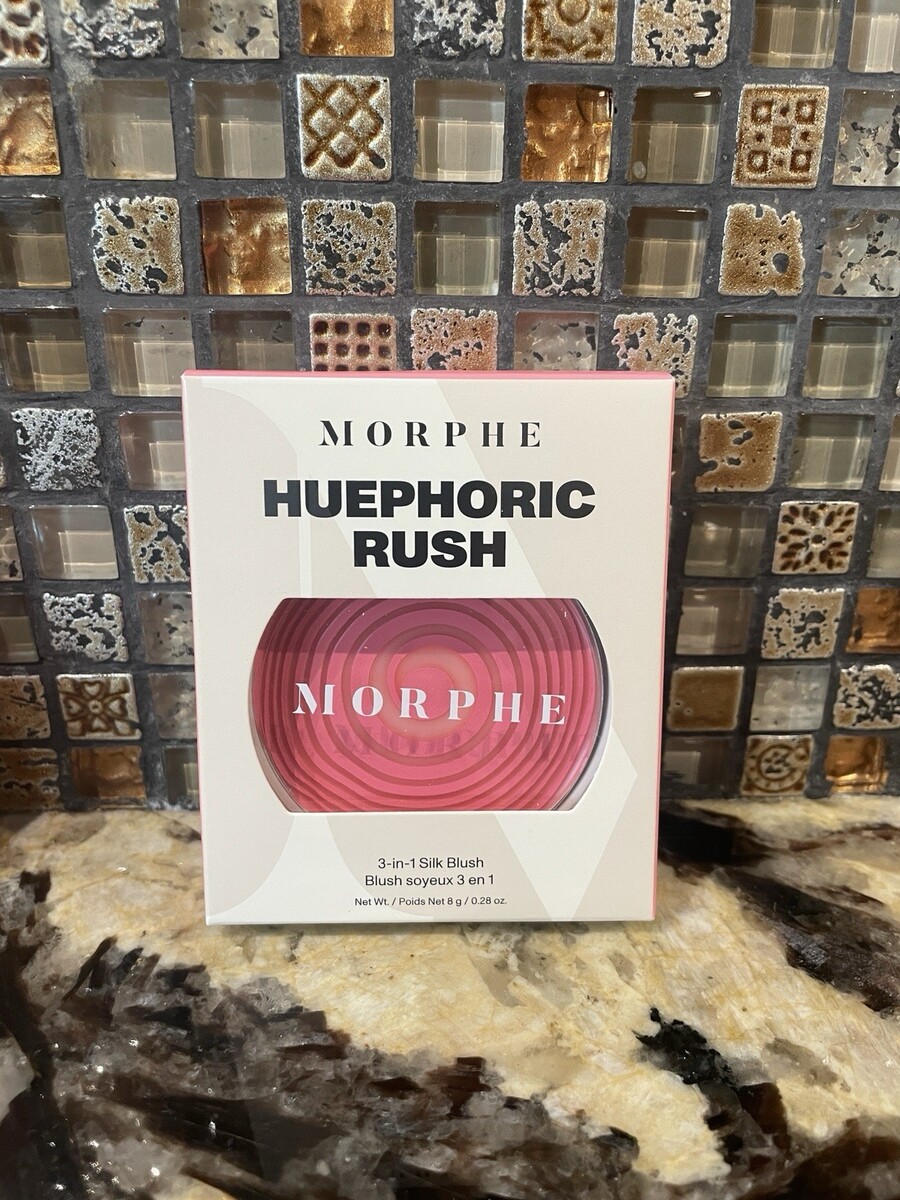 MORPHE
HUEPHORIC
RUSH
MORPHE
3-in-1 Silk Blush
Blush soyeux 3 en 1
Net Wt. / Poids Net 8 g / 0.28 oz.